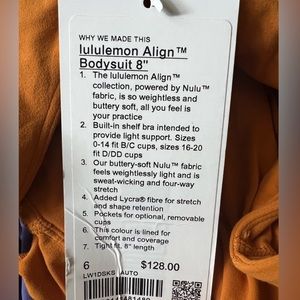 WHY WE MADE THIS
lululemon Align™
Bodysuit 8"
1. The lululemon Align™
collection, powered by Nulu™
fabric, is so weightless and
buttery soft, all you feel is
your practice
2. Built-in shelf bra intended to
provide light support. Sizes
0-14 fit B/C cups, sizes 16-20
fit D/DD cups
3. Our buttery-soft Nulu™ fabric
feels weightlessly light and is
sweat-wicking and four-way
stretch
4. Added Lycra® fibre for stretch
and shape retention
5. Pockets for optional, removable
cups
6. This colour is lined for
comfort and coverage
7. Tight fit. 8" length
6 $128.00
LW1DSKS AUTO